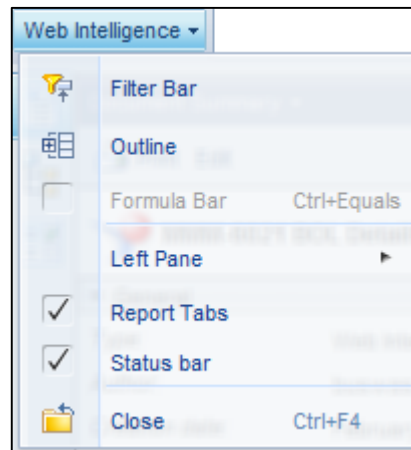 Web Intelligence
Filter Bar
Outline
Formula Bar Ctrl+Equals
Left Pane
Report Tabs
Status bar
Close Ctrl+F4